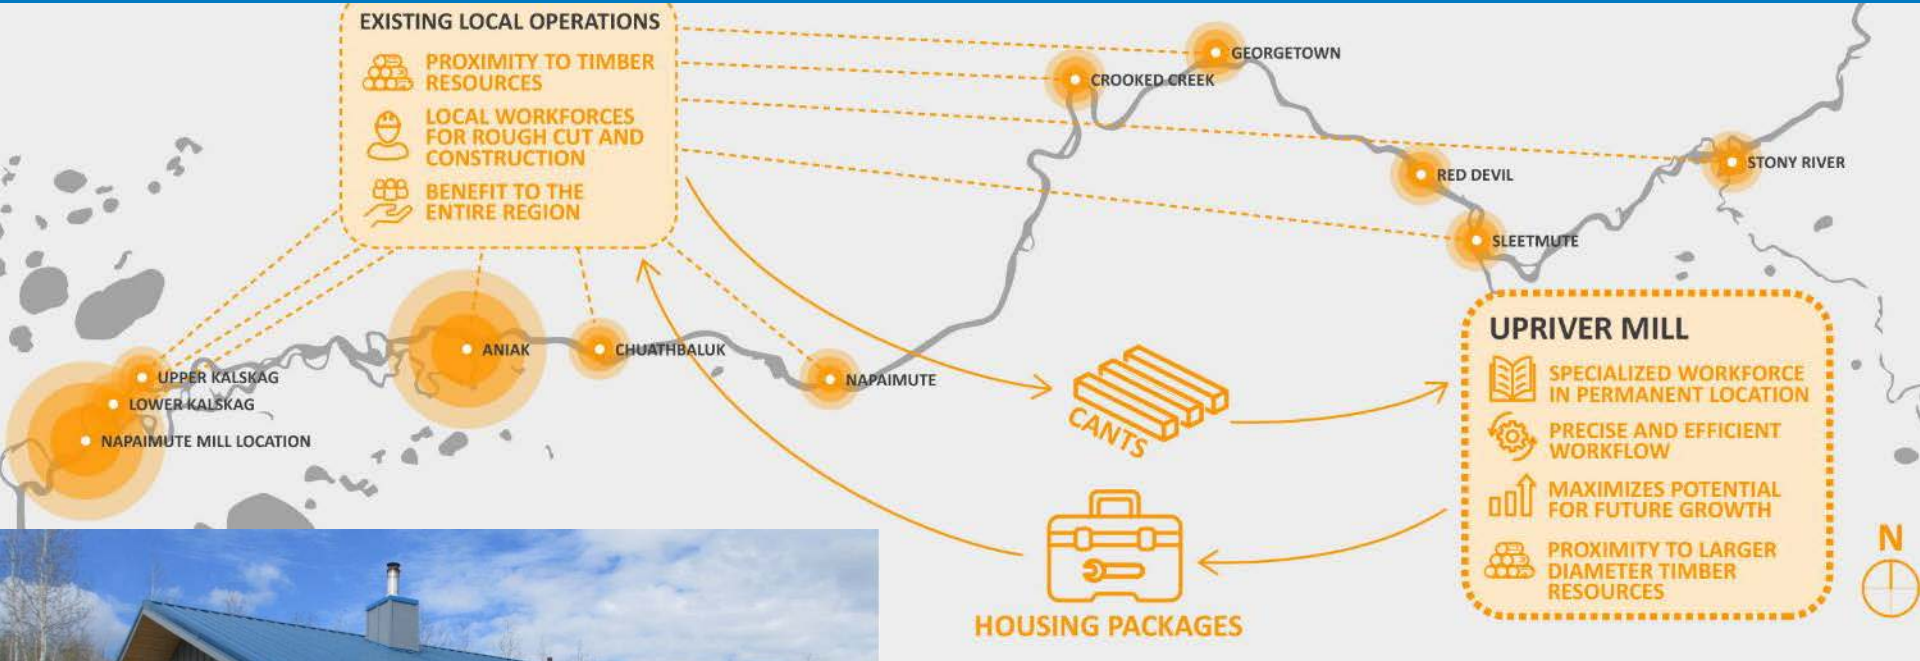 EXISTING LOCAL OPERATIONS
PROXIMITY TO TIMBER
RESOURCES
LOCAL WORKFORCES
FOR ROUGH CUT AND
CONSTRUCTION
BENEFIT TO THE
ENTIRE REGION
GEORGETOWN
CROOKED CREEK
STONY RIVER
RED DEVIL
SLEETMUTE
ANIAK
CHUATHBALUK
NAPAIMUTE
UPPER KALSKAG
LOWER KALSKAG
NAPAIMUTE MILL LOCATION
CANTS
HOUSING PACKAGES
UPRIVER MILL
SPECIALIZED WORKFORCE
IN PERMANENT LOCATION
PRECISE AND EFFICIENT
WORKFLOW
MAXIMIZES POTENTIAL
FOR FUTURE GROWTH
PROXIMITY TO LARGER
DIAMETER TIMBER
RESOURCES
N